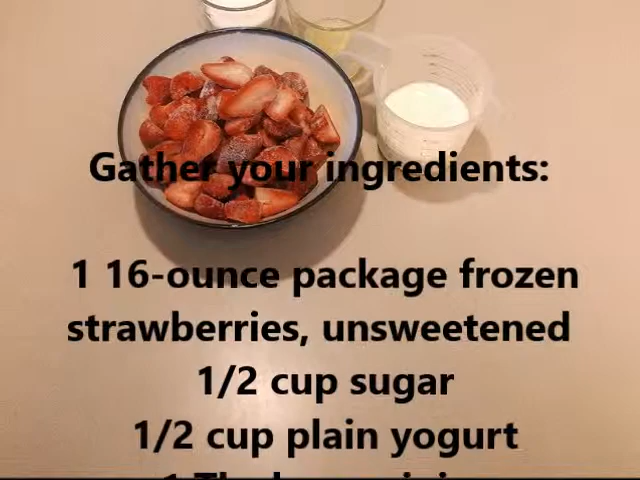 Gather your ingredients:
1 16-ounce package frozen
strawberries, unsweetened
1/2 cup sugar
1/2 cup plain yogurt